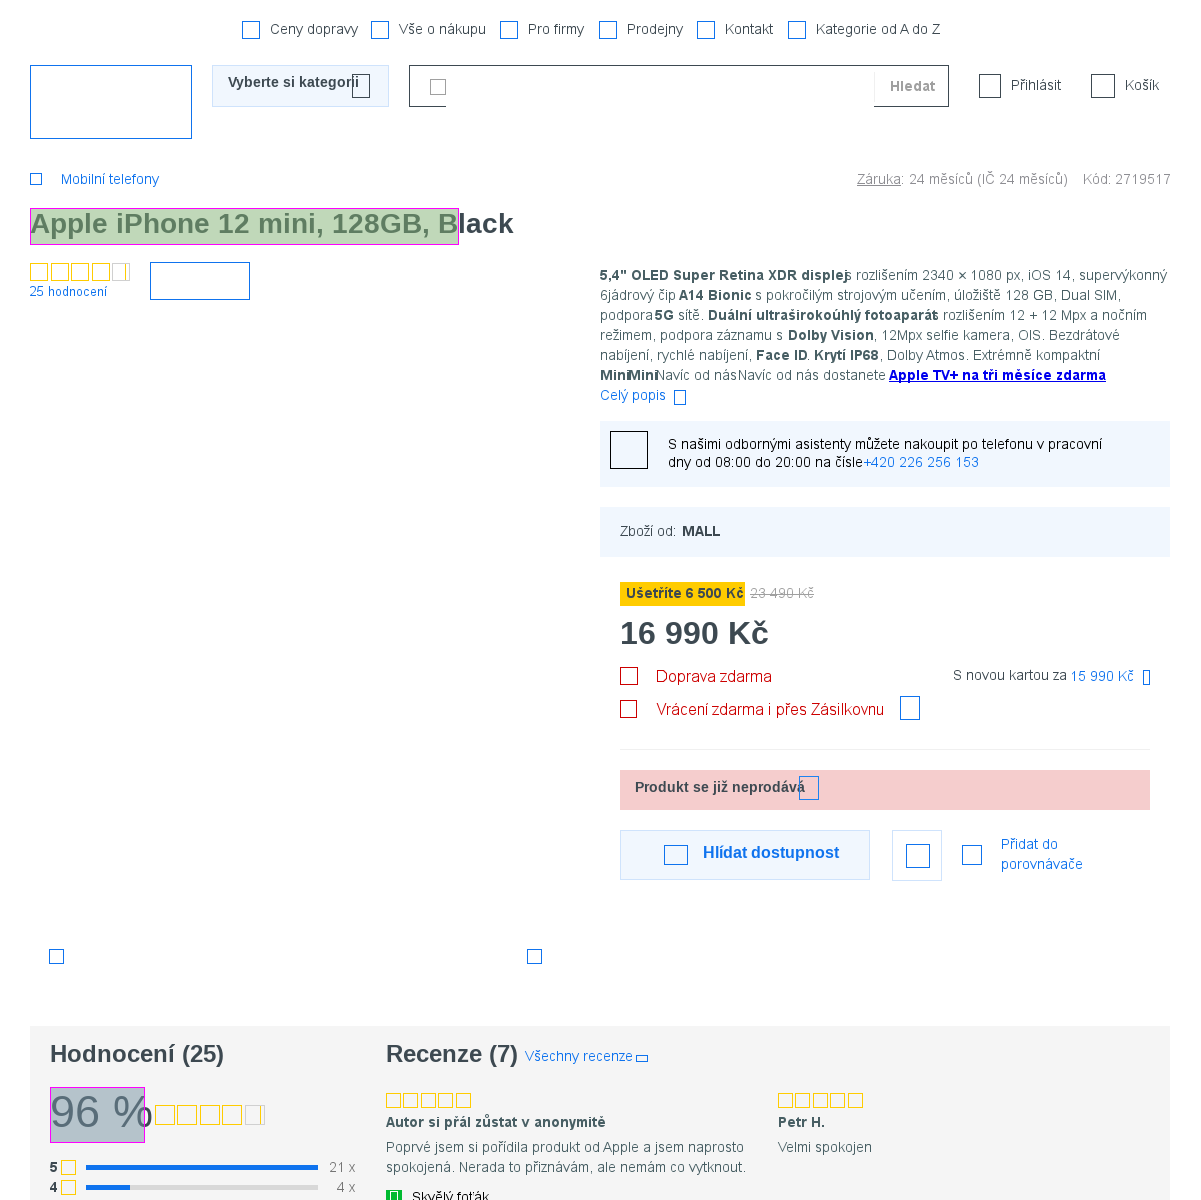 Ceny dopravy Vše o nákupu Pro firmy Prodejny Kontakt Kategorie od A do Z
Vyberte si kategorii Hledat Přihlásit Košík
Mobilní telefony Záruka: 24 měsíců (IČ 24 měsíců) Kód: 2719517
Apple iPhone 12 mini, 128GB, Black
25 hodnocení
5,4" OLED Super Retina XDR displej s rozlišením 2340 × 1080 px, iOS 14, supervýkonný
6jádrový čip A14 Bionic s pokročilým strojovým učením, úložiště 128 GB, Dual SIM,
podpora 5G sítě. Duální ultraširokoúhlý fotoaparát s rozlišením 12 + 12 Mpx a nočním
režimem, podpora záznamu s Dolby Vision, 12Mpx selfie kamera, OIS. Bezdrátové
nabíjení, rychlé nabíjení, Face ID. Krytí IP68, Dolby Atmos. Extrémně kompaktní
MiniMiniNavíc od násNavíc od nás dostanete Apple TV+ na tři měsíce zdarma
Celý popis
S našimi odbornými asistenty můžete nakoupit po telefonu v pracovní
dny od 08:00 do 20:00 na čísle+420 226 256 153
Zboží od: MALL
Ušetříte 6 500 Kč 23 490 Kč
16 990 Kč
Doprava zdarma S novou kartou za 15 990 Kč
Vrácení zdarma i přes Zásilkovnu
Produkt se již neprodává
Hlídat dostupnost
Přidat do
porovnávače
Hodnocení (25)
96 %
5 21 x
4 4 x
Recenze (7) Všechny recenze
Autor si přál zůstat v anonymitě
Poprvé jsem si pořídila produkt od Apple a jsem naprosto
spokojená. Nerada to přiznávám, ale nemám co vytknout.
Skvělý foťák
Petr H.
Velmi spokojen